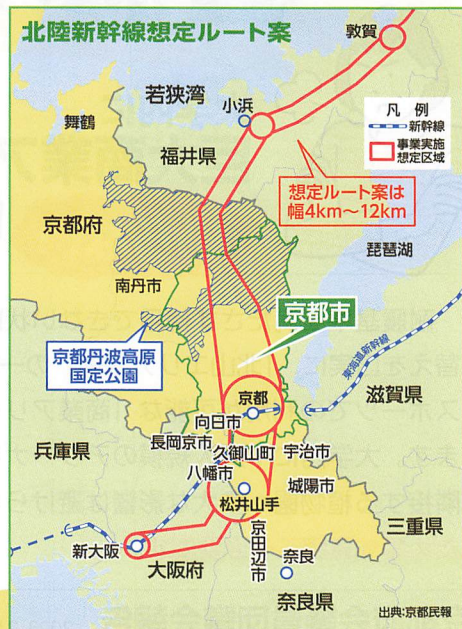 北陸新幹線想定ルート案
敦賀
若狭湾
小浜
舞鶴
福井県
凡 例
新幹線
事業実施
想定区域
想定ルート案は
幅4km〜12km
京都府
琵琶湖
南丹市
京都市
京都丹波高原
国定公園
東海道新幹線
滋賀県
京都
向日市
長岡京市
久御山町
宇治市
兵庫県
八幡市
城陽市
松井山手
京田辺市
三重県
新大阪
大阪府
奈良
奈良県
出典:京都民報